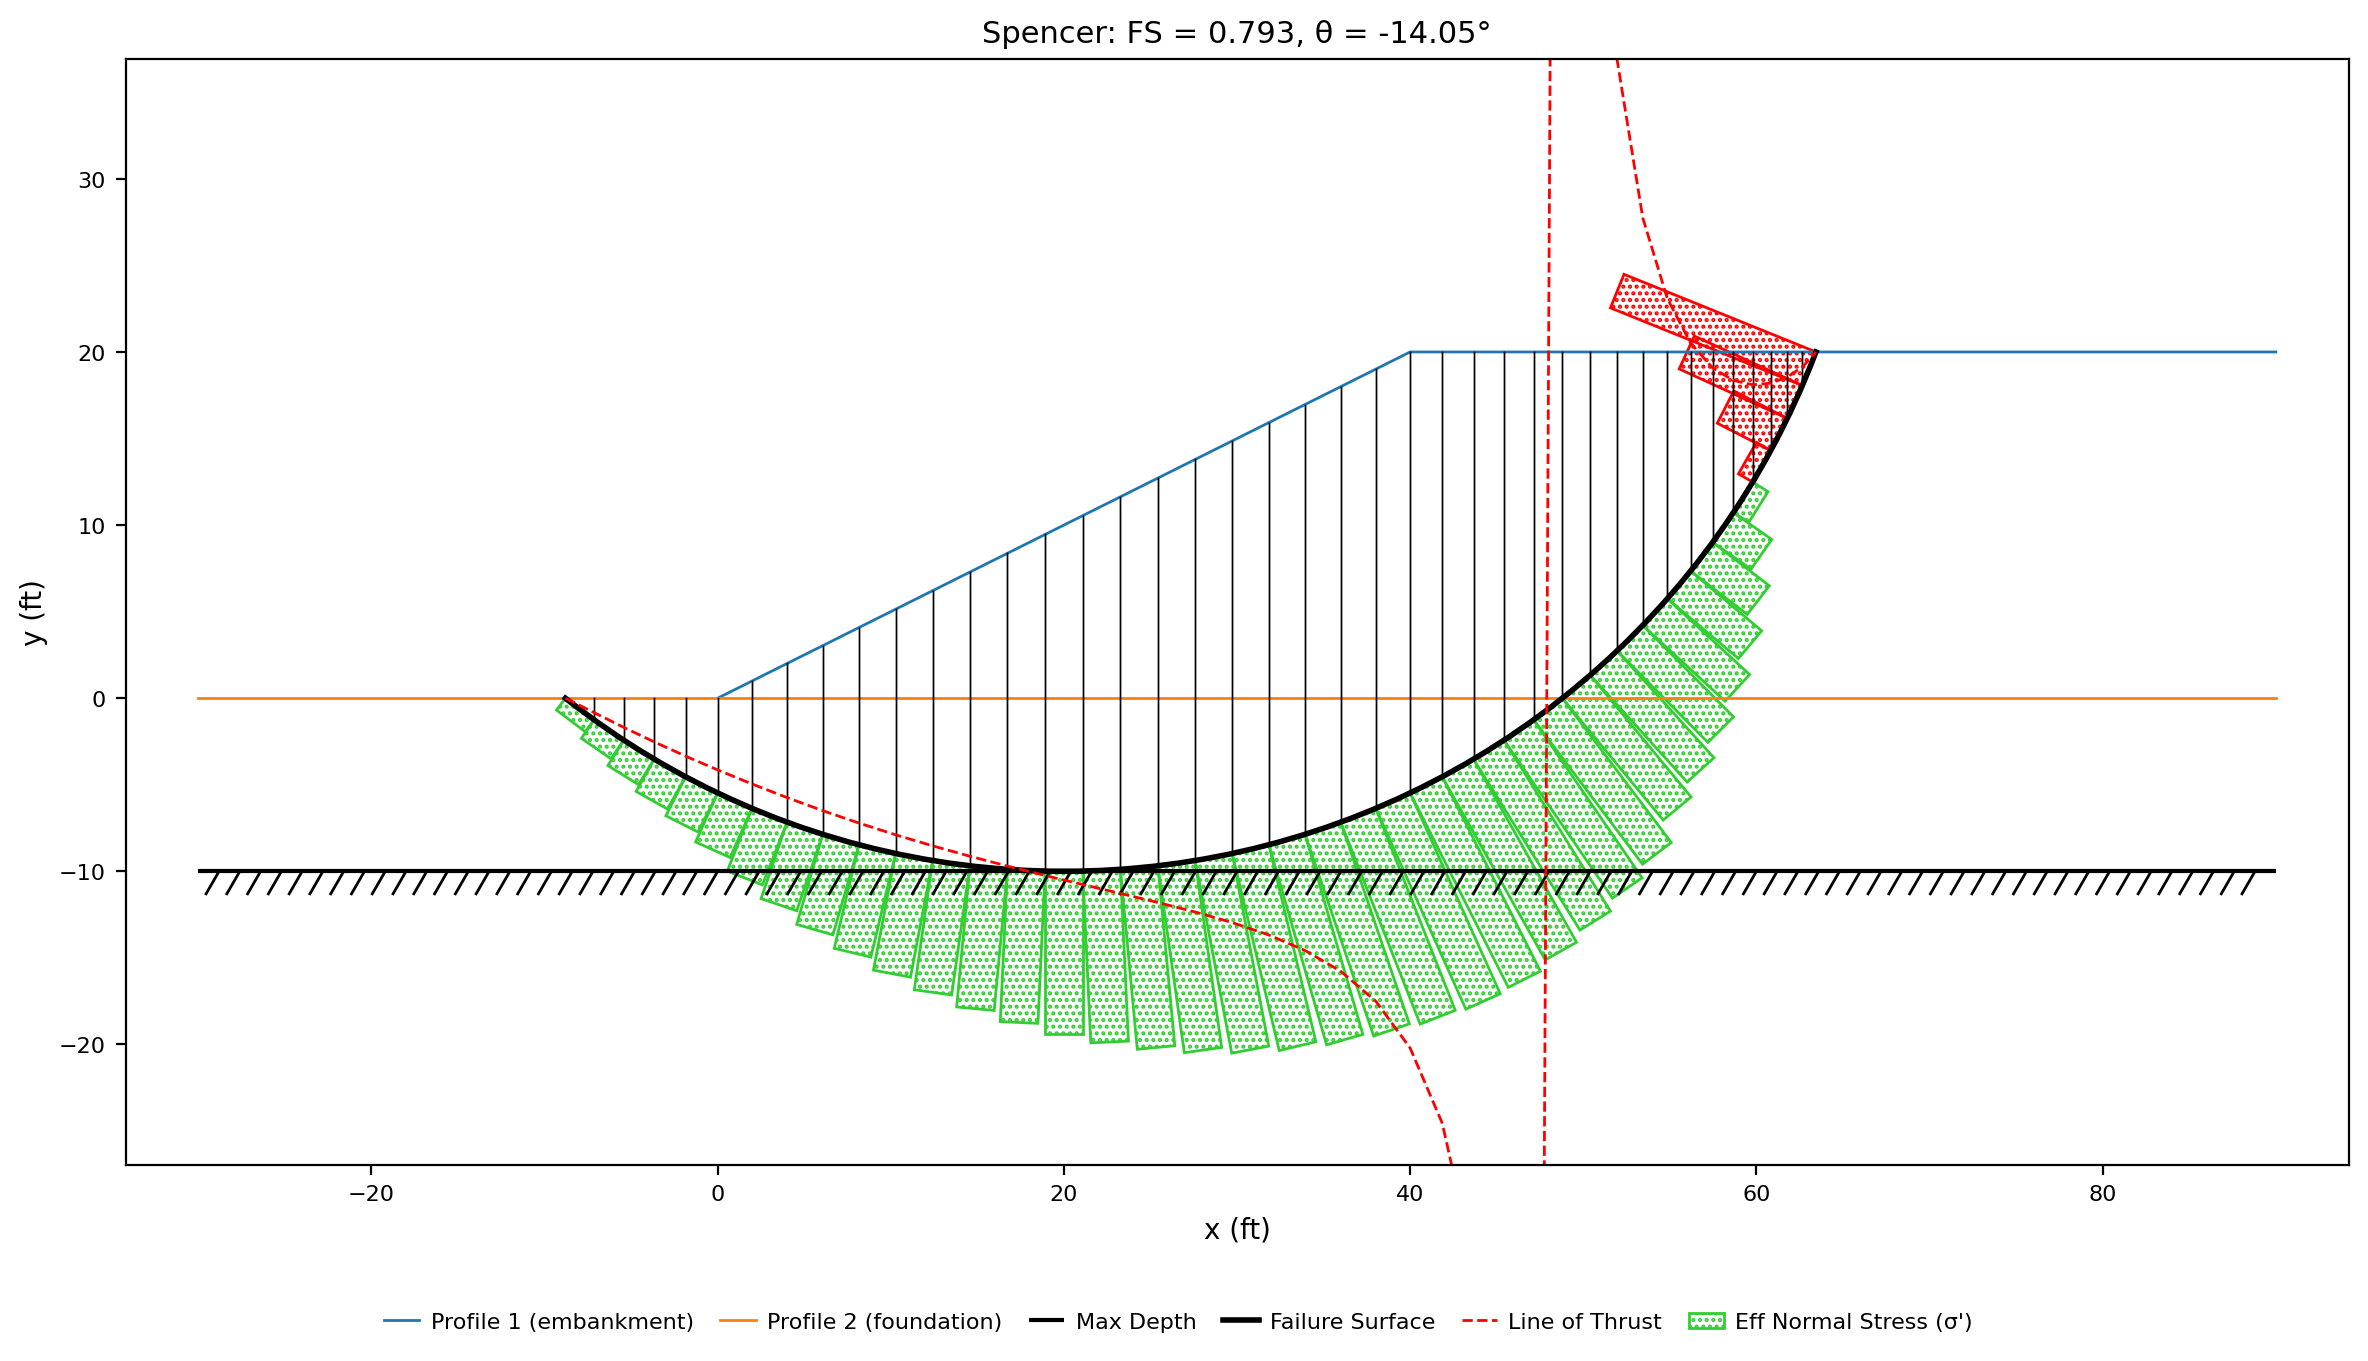 Spencer: FS = 0.793, θ = -14.05°
y (ft)
30
20
10
0
−10
−20
−20 0 20 40 60 80
x (ft)
Profile 1 (embankment) Profile 2 (foundation) Max Depth Failure Surface Line of Thrust Eff Normal Stress (σ')